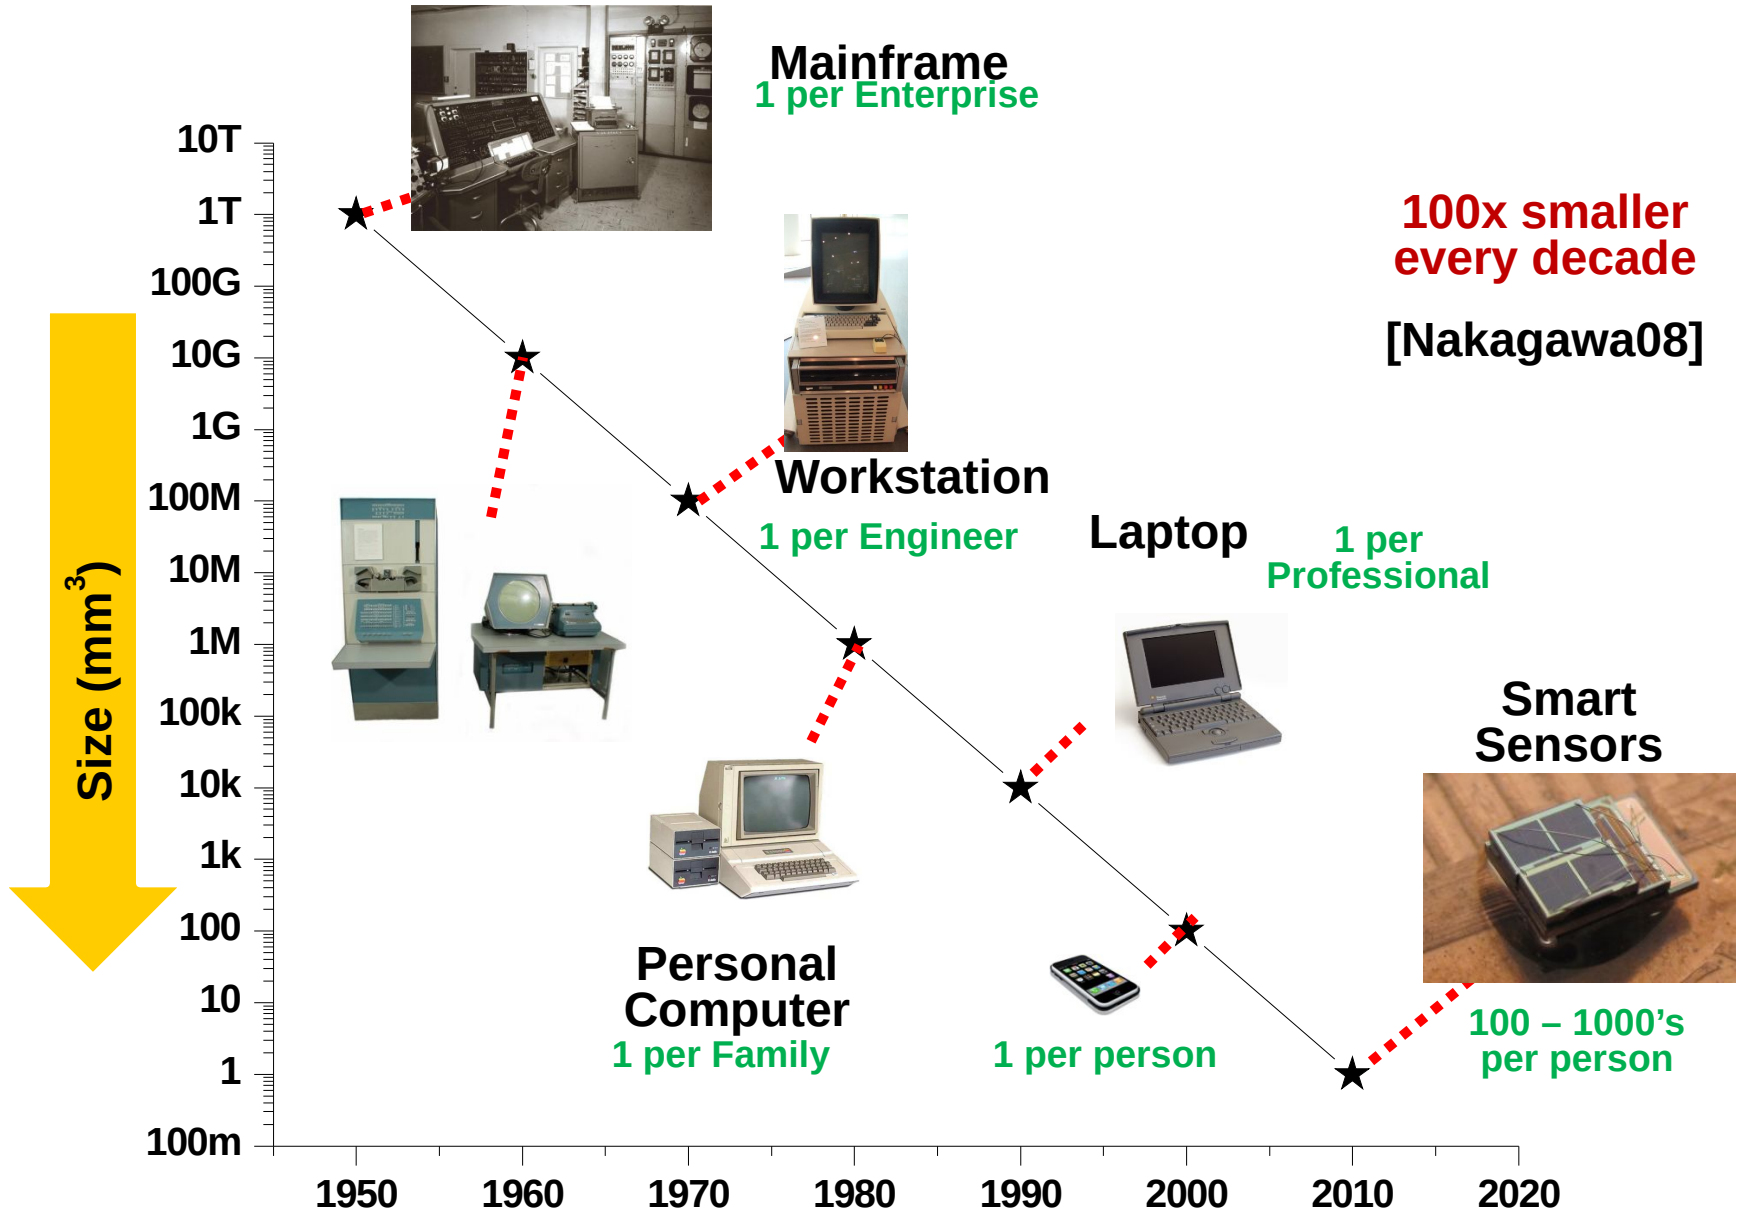 Mainframe
1 per Enterprise
10T
1T
100G
10G
1G
100M
10M
1M
100k
10k
1k
100
10
1
100m
Size (mm³)
100x smaller
every decade
[Nakagawa08]
Workstation
1 per Engineer
Laptop
1 per
Professional
Smart
Sensors
100 – 1000's
per person
Personal
Computer
1 per Family
1 per person
1950
1960
1970
1980
1990
2000
2010
2020